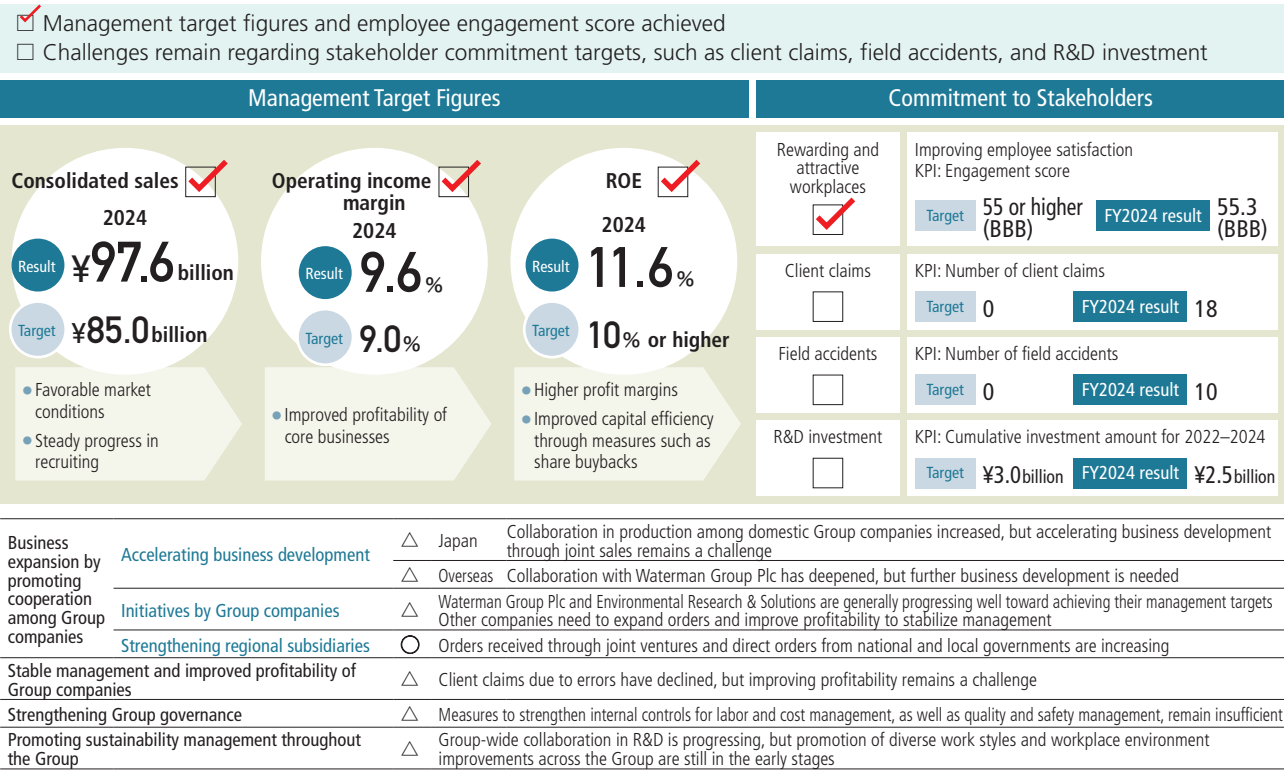 Management target figures and employee engagement score achieved
Challenges remain regarding stakeholder commitment targets, such as client claims, field accidents, and R&D investment
Management Target Figures
Consolidated sales
2024
Result ¥97.6 billion
Target ¥85.0 billion
• Favorable market
conditions
• Steady progress in
recruiting
Operating income
margin
2024
Result 9.6%
Target 9.0%
• Improved profitability of
core businesses
ROE
2024
Result 11.6%
Target 10% or higher
• Higher profit margins
• Improved capital efficiency
through measures such as
share buybacks
Commitment to Stakeholders
Rewarding and
attractive
workplaces
Improving employee satisfaction
KPI: Engagement score
Target 55 or higher
(BBB)
FY2024 result 55.3
(BBB)
Client claims
KPI: Number of client claims
Target 0 FY2024 result 18
Field accidents
KPI: Number of field accidents
Target 0 FY2024 result 10
R&D investment
KPI: Cumulative investment amount for 2022–2024
Target ¥3.0 billion FY2024 result ¥2.5 billion
Business
expansion by
promoting
cooperation
among Group
companies
Accelerating business development
△ Japan Collaboration in production among domestic Group companies increased, but accelerating business development
through joint sales remains a challenge
△ Overseas Collaboration with Waterman Group Plc has deepened, but further business development is needed
Initiatives by Group companies
△ Waterman Group Plc and Environmental Research & Solutions are generally progressing well toward achieving their management targets
Other companies need to expand orders and improve profitability to stabilize management
Strengthening regional subsidiaries
○ Orders received through joint ventures and direct orders from national and local governments are increasing
Stable management and improved profitability of
Group companies
△ Client claims due to errors have declined, but improving profitability remains a challenge
Strengthening Group governance
△ Measures to strengthen internal controls for labor and cost management, as well as quality and safety management, remain insufficient
Promoting sustainability management throughout
the Group
△ Group-wide collaboration in R&D is progressing, but promotion of diverse work styles and workplace environment
improvements across the Group are still in the early stages